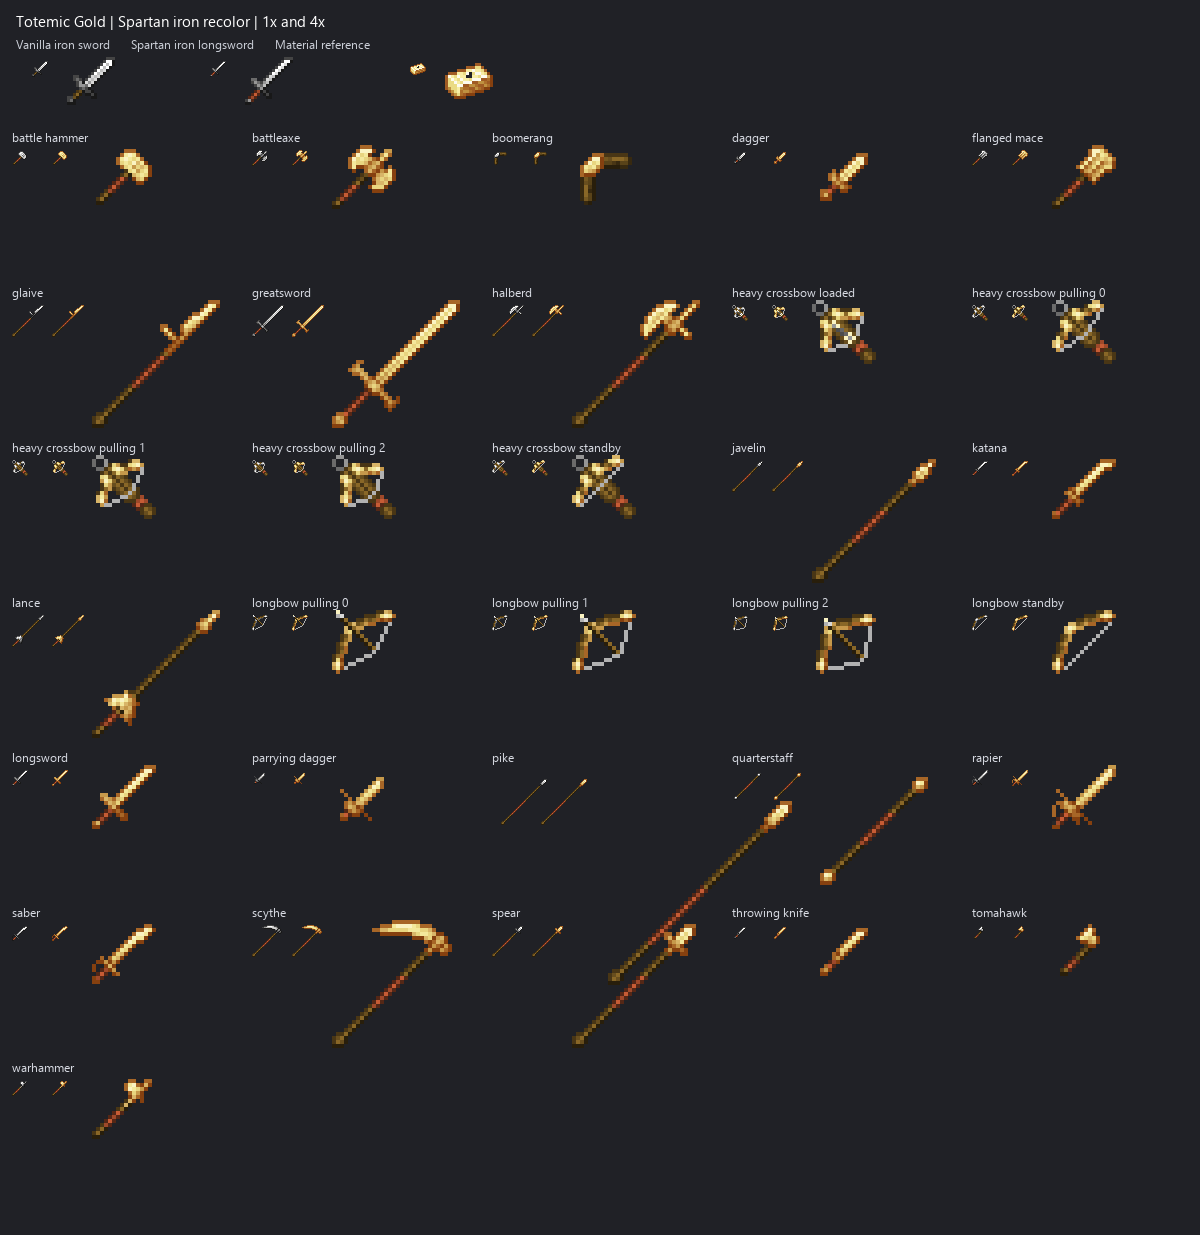 Totemic Gold | Spartan iron recolor | 1x and 4x
Vanilla iron sword Spartan iron longsword Material reference
battle hammer battleaxe boomerang dagger flanged mace
glaive greatsword halberd heavy crossbow loaded heavy crossbow pulling 0
heavy crossbow pulling 1 heavy crossbow pulling 2 heavy crossbow standby javelin katana
lance longbow pulling 0 longbow pulling 1 longbow pulling 2 longbow standby
longsword parrying dagger pike quarterstaff rapier
saber scythe spear throwing knife tomahawk
warhammer